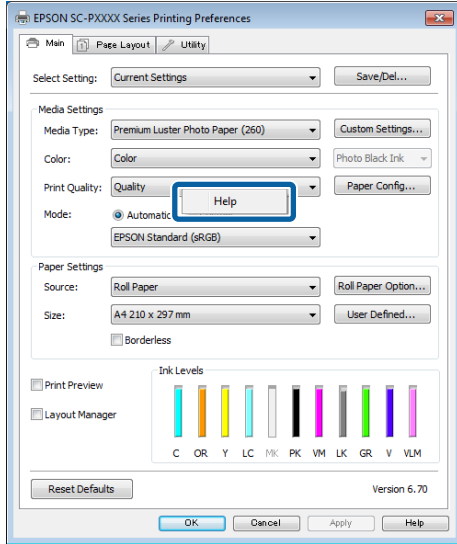 EPSON SC-PXXXX Series Printing Preferences
Main Page Layout Utility
Select Setting: Current Settings Save/Del...
Media Settings
Media Type: Premium Luster Photo Paper (260) Custom Settings...
Color: Color Photo Black Ink
Print Quality: Quality Paper Config...
Help
Mode: Automatic
EPSON Standard (sRGB)
Paper Settings
Source: Roll Paper Roll Paper Option...
Size: A4 210 x 297 mm User Defined...
Borderless
Ink Levels
Print Preview
Layout Manager
C OR Y LC MK PK VM LK GR V VLM
Reset Defaults Version 6.70
OK Cancel Apply Help